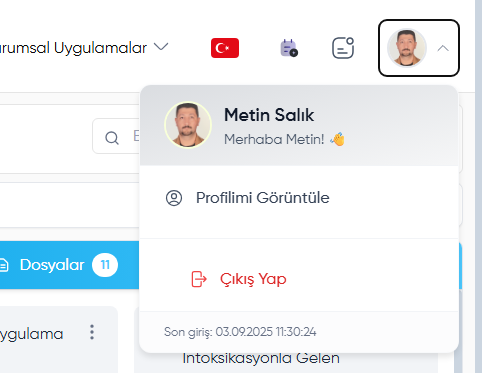 urumsal Uygulamalar
Metin Salık
Merhaba Metin! 👋
Profilimi Görüntüle
Dosyalar 11
Çıkış Yap
ygulama
Son giriş: 03.09.2025 11:30:24
İntoksikasyonla Gelen